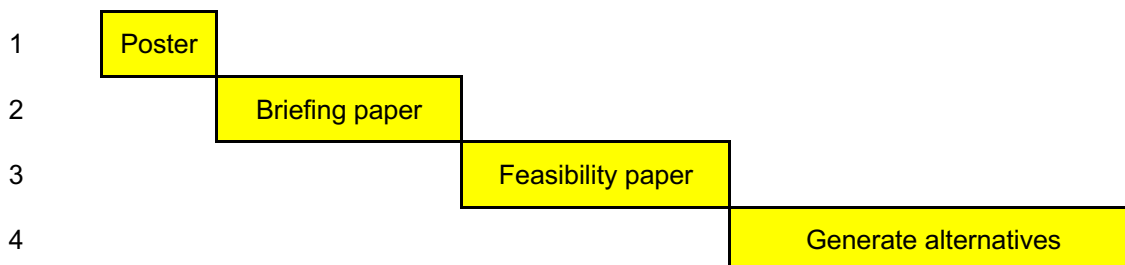 1 Poster
2 Briefing paper
3 Feasibility paper
4 Generate alternatives